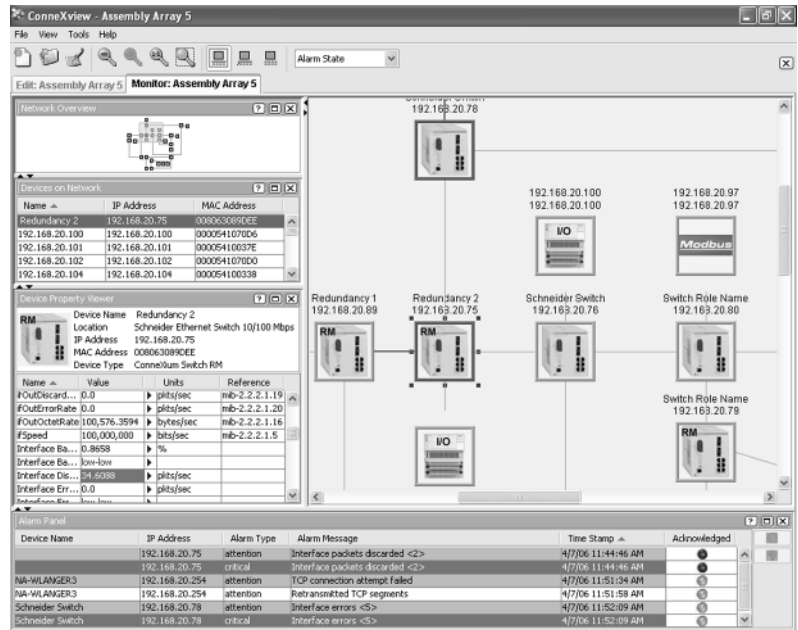 ConneXview - Assembly Array 5
File View Tools Help
Alarm State
Edit: Assembly Array 5 Monitor: Assembly Array 5
Network Overview
Devices on Network
Name IP Address MAC Address
Redundancy 2 192.168.20.75 008063089DEE
192.168.20.100 192.168.20.100 0000541070D6
192.168.20.101 192.168.20.101 00005410037E
192.168.20.102 192.168.20.102 0000541070D0
192.168.20.104 192.168.20.104 000054100338
Device Property Viewer
RM
Device Name Redundancy 2
Location Schneider Ethernet Switch 10/100 Mbps
IP Address 192.168.20.75
MAC Address 008063089DEE
Device Type ConneXium Switch RM
Name Value Units Reference
ifOutDiscard... 0.0 pkts/sec mib-2.2.2.1.19
ifOutErrorRate 0.0 pkts/sec mib-2.2.2.1.20
ifOutOctetRate 100,576.3594 bytes/sec mib-2.2.2.1.16
ifSpeed 100,000,000 bits/sec mib-2.2.2.1.5
Interface Ba... 0.8658 %
Interface Ba... low-low
Interface Dis... 34.6088 pkts/sec
Interface Err... 0.0 pkts/sec
Interface Err... low-low
Schneider Switch
192.168.20.78
192.168.20.100
192.168.20.100
I/O
192.168.20.97
192.168.20.97
Modbus
Redundancy 1
192.168.20.89
RM
Redundancy 2
192.168.20.75
RM
Schneider Switch
192.168.20.76
Switch Role Name
192.168.20.80
I/O
Switch Role Name
192.168.20.79
RM
Alarm Panel
Device Name IP Address Alarm Type Alarm Message Time Stamp Acknowledged
192.168.20.75 attention Interface packets discarded <2> 4/7/06 11:44:46 AM
192.168.20.75 critical Interface packets discarded <2> 4/7/06 11:44:46 AM
NA-WLANGER3 192.168.20.254 attention TCP connection attempt failed 4/7/06 11:51:34 AM
NA-WLANGER3 192.168.20.254 attention Retransmitted TCP segments 4/7/06 11:51:58 AM
Schneider Switch 192.168.20.78 attention Interface errors <5> 4/7/06 11:52:09 AM
Schneider Switch 192.168.20.78 critical Interface errors <5> 4/7/06 11:52:09 AM